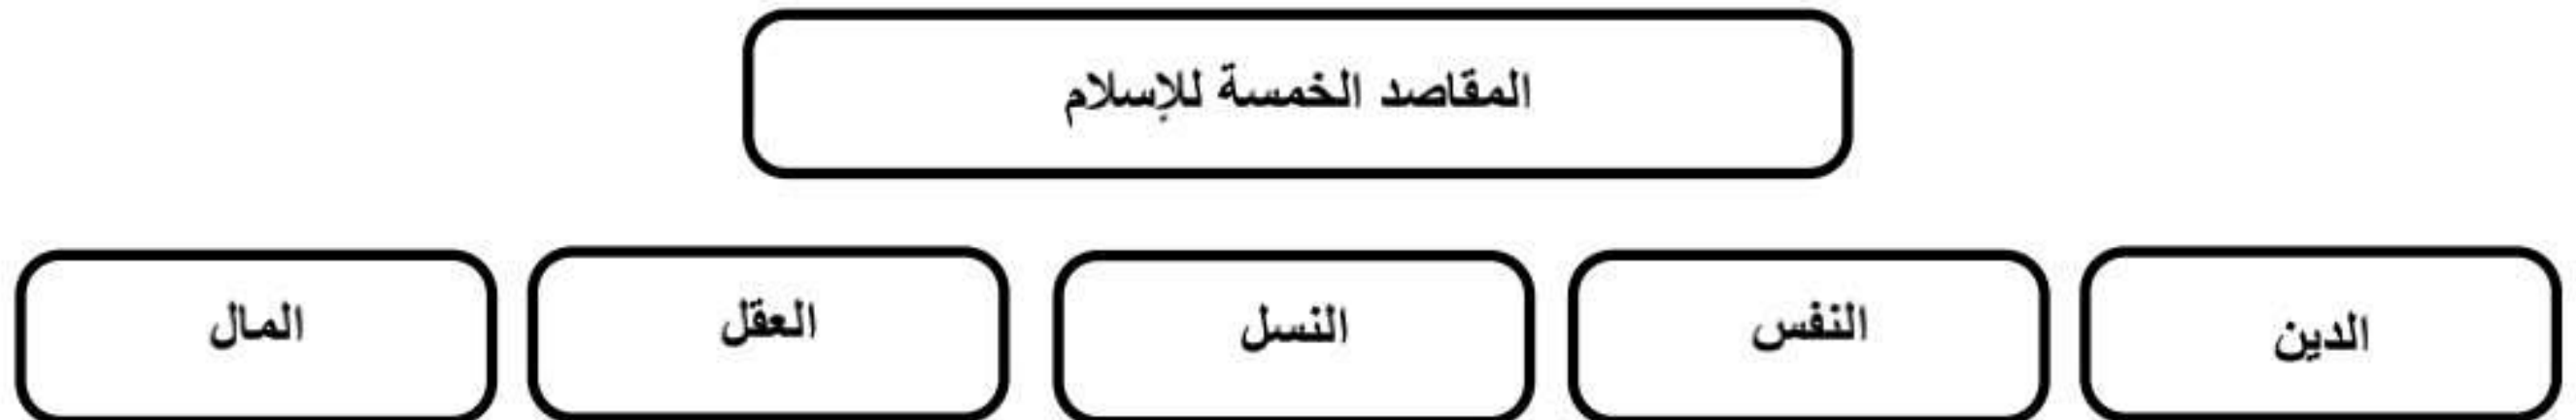 المقاصد الخمسة للإسلام
الدين
النفس
النسل
العقل
المال